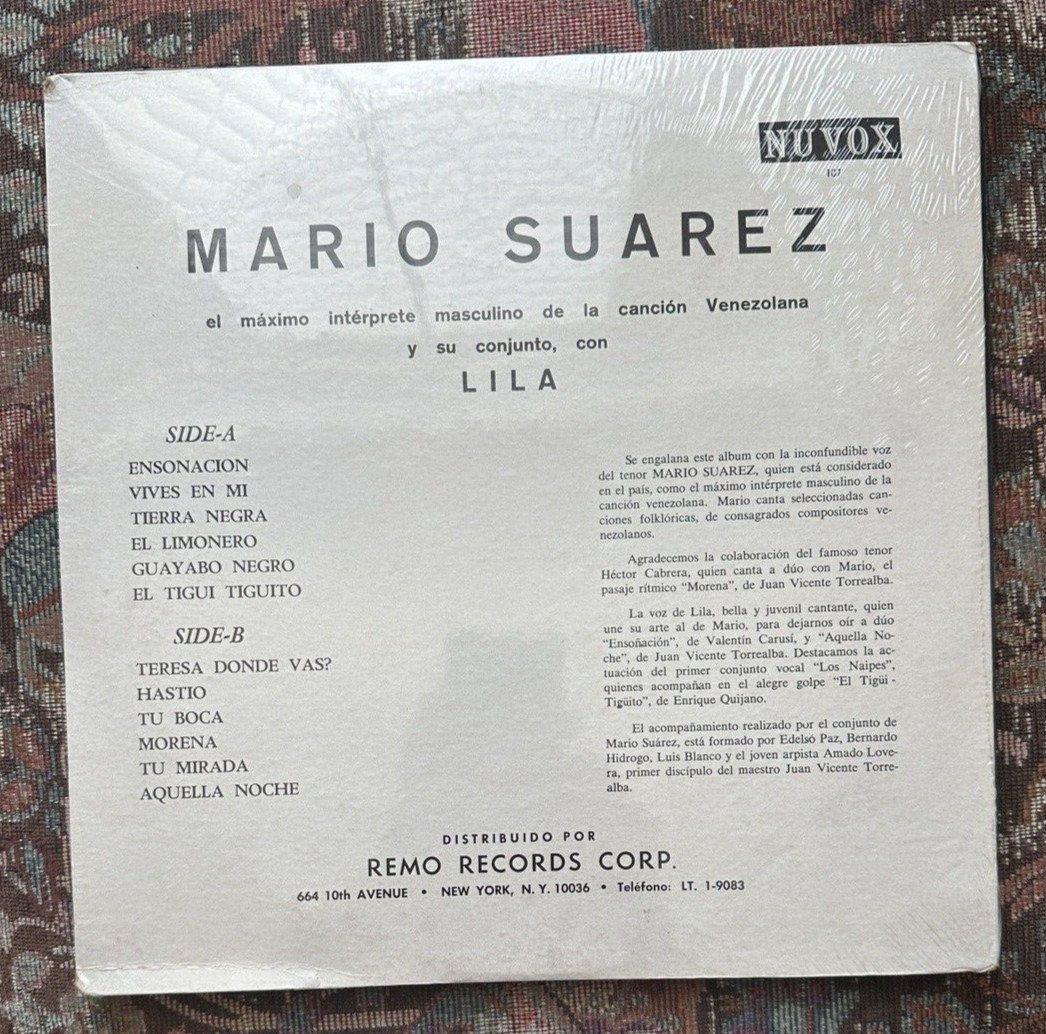 NUVOX
107
MARIO SUAREZ
el máximo intérprete masculino de la canción Venezolana
y su conjunto, con
LILA
SIDE-A
ENSONACION
VIVES EN MI
TIERRA NEGRA
EL LIMONERO
GUAYABO NEGRO
EL TIGUI TIGUITO
SIDE-B
TERESA DONDE VAS?
HASTIO
TU BOCA
MORENA
TU MIRADA
AQUELLA NOCHE
Se engalana este album con la inconfundible voz
del tenor MARIO SUAREZ, quien está considerado
en el país, como el máximo intérprete masculino de la
canción venezolana. Mario canta seleccionadas can-
ciones folklóricas, de consagrados compositores ve-
nezolanos.
Agradecemos la colaboración del famoso tenor
Héctor Cabrera, quien canta a dúo con Mario, el
pasaje rítmico "Morena", de Juan Vicente Torrealba.
La voz de Lila, bella y juvenil cantante, quien
une su arte al de Mario, para dejarnos oír a dúo
"Ensoñación", de Valentín Carusí, y "Aquella No-
che", de Juan Vicente Torrealba. Destacamos la ac-
tuación del primer conjunto vocal "Los Naipes",
quienes acompañan en el alegre golpe "El Tigüi-
Tigüito", de Enrique Quijano.
El acompañamiento realizado por el conjunto de
Mario Suárez, está formado por Edelsó Paz, Bernardo
Hidrogo, Luis Blanco y el joven arpista Amado Love-
ra, primer discípulo del maestro Juan Vicente Torre-
alba.
DISTRIBUIDO POR
REMO RECORDS CORP.
664 10th AVENUE • NEW YORK, N. Y. 10036 • Teléfono: LT. 1-9083